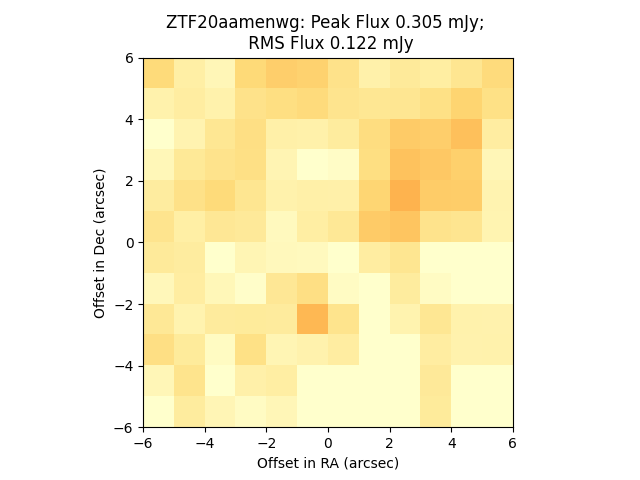 ZTF20aamenwg: Peak Flux 0.305 mJy;
RMS Flux 0.122 mJy
6
4
2
0
−2
−4
−6
Offset in Dec (arcsec)
−6 −4 −2 0 2 4 6
Offset in RA (arcsec)